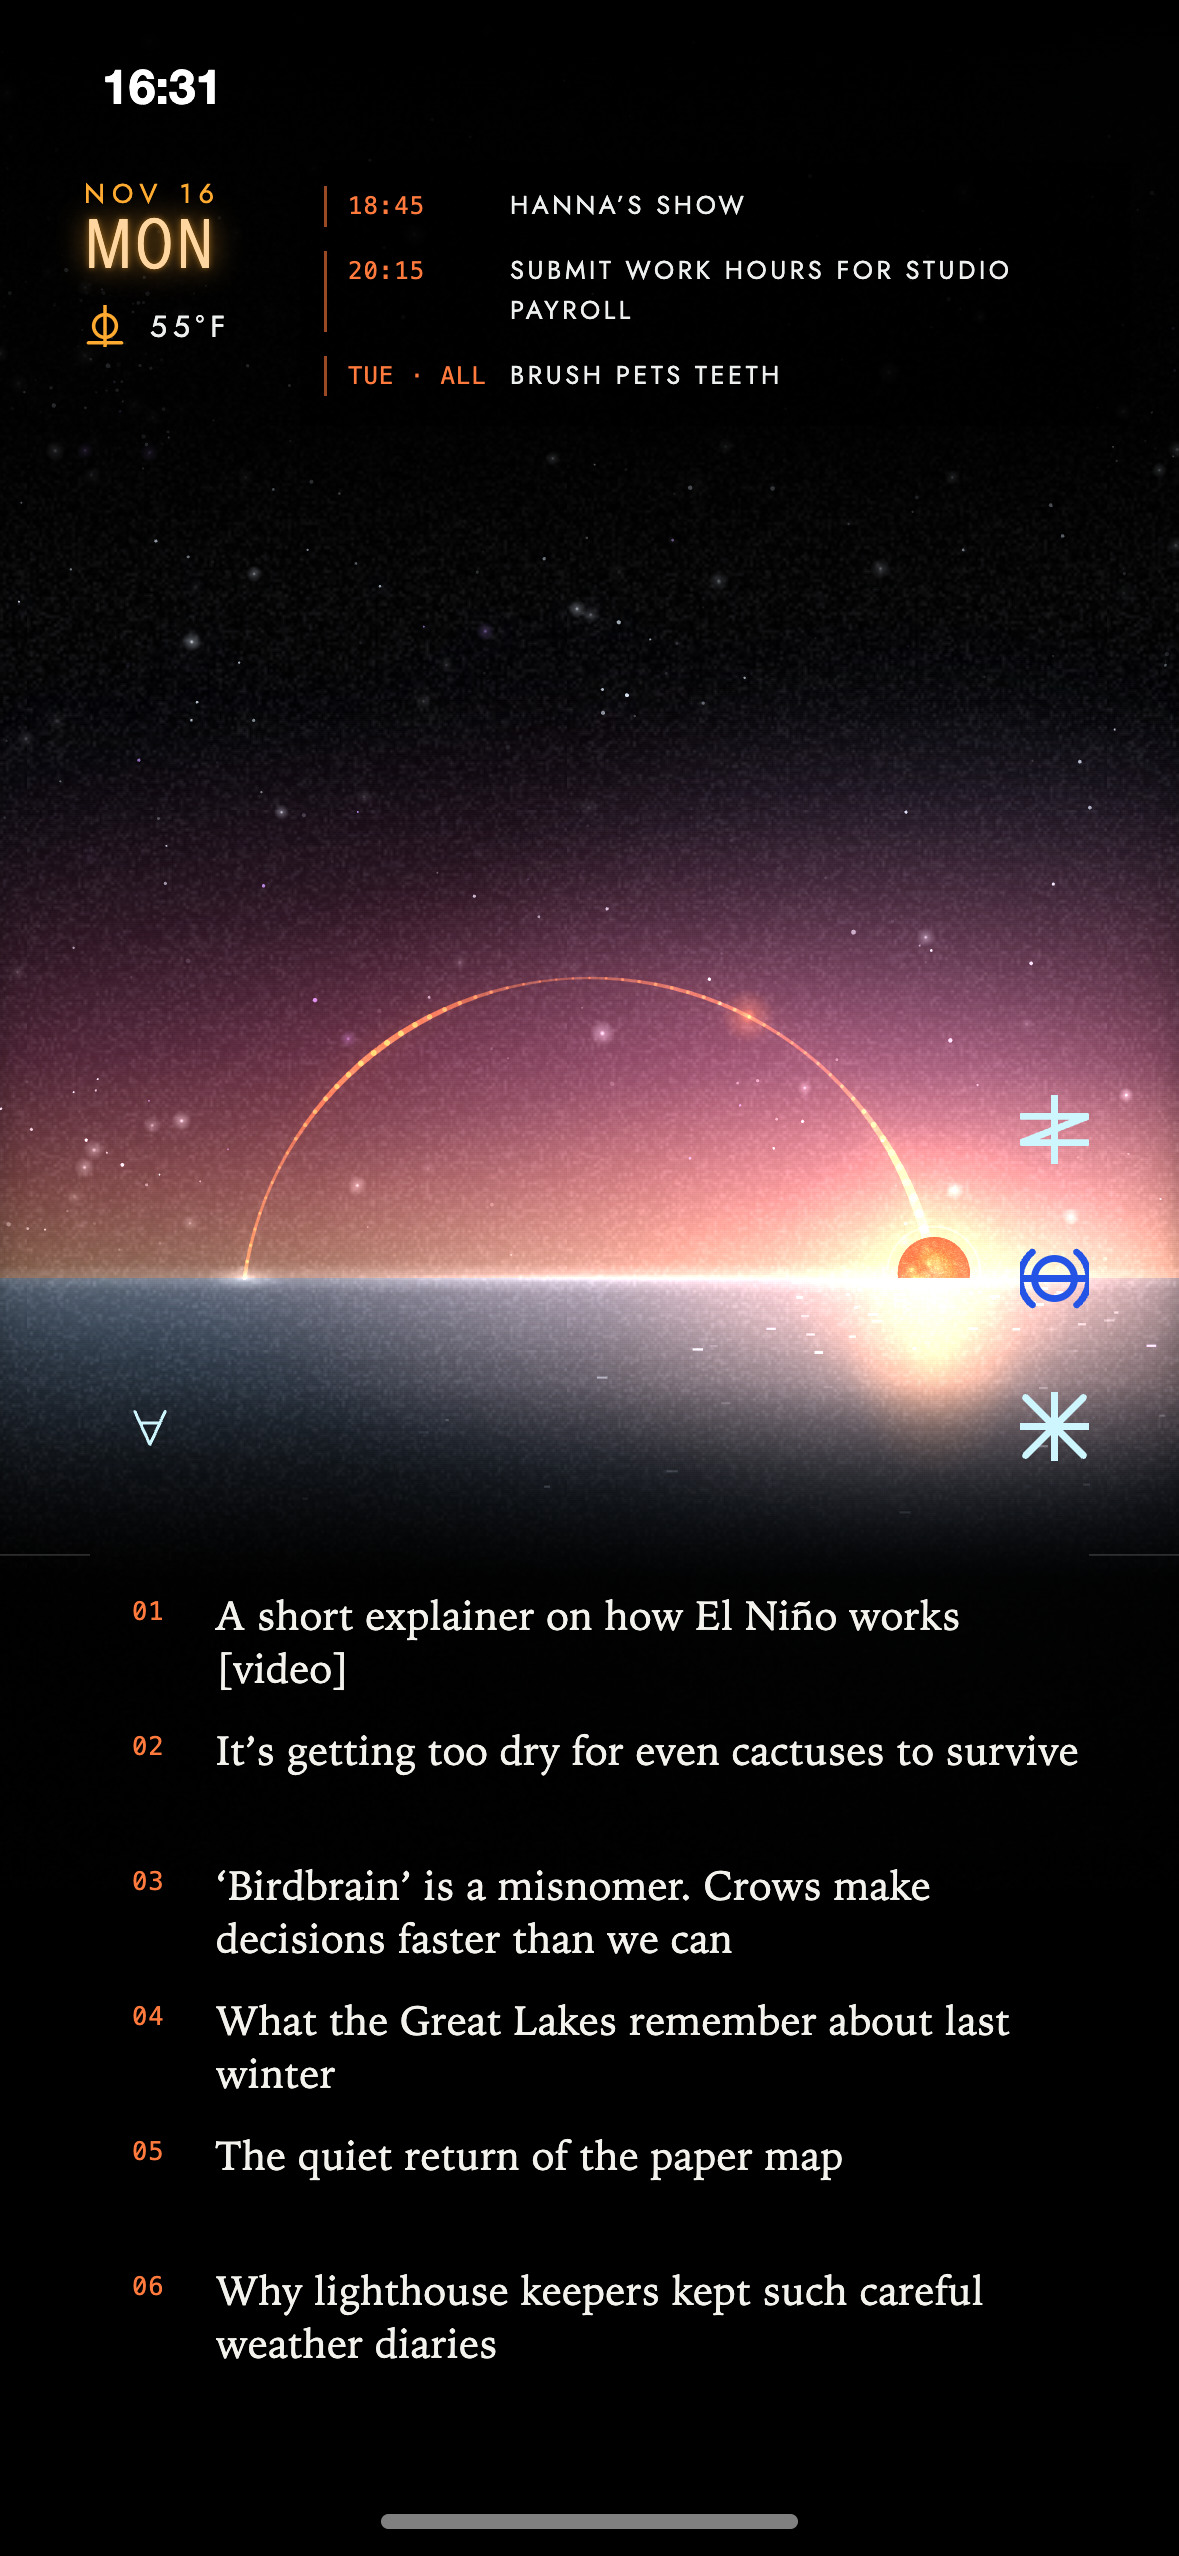 16:31
NOV 16
MON
55°F
18:45 HANNA’S SHOW
20:15 SUBMIT WORK HOURS FOR STUDIO
PAYROLL
TUE · ALL BRUSH PETS TEETH
01 A short explainer on how El Niño works
[video]
02 It’s getting too dry for even cactuses to survive
03 ‘Birdbrain’ is a misnomer. Crows make
decisions faster than we can
04 What the Great Lakes remember about last
winter
05 The quiet return of the paper map
06 Why lighthouse keepers kept such careful
weather diaries